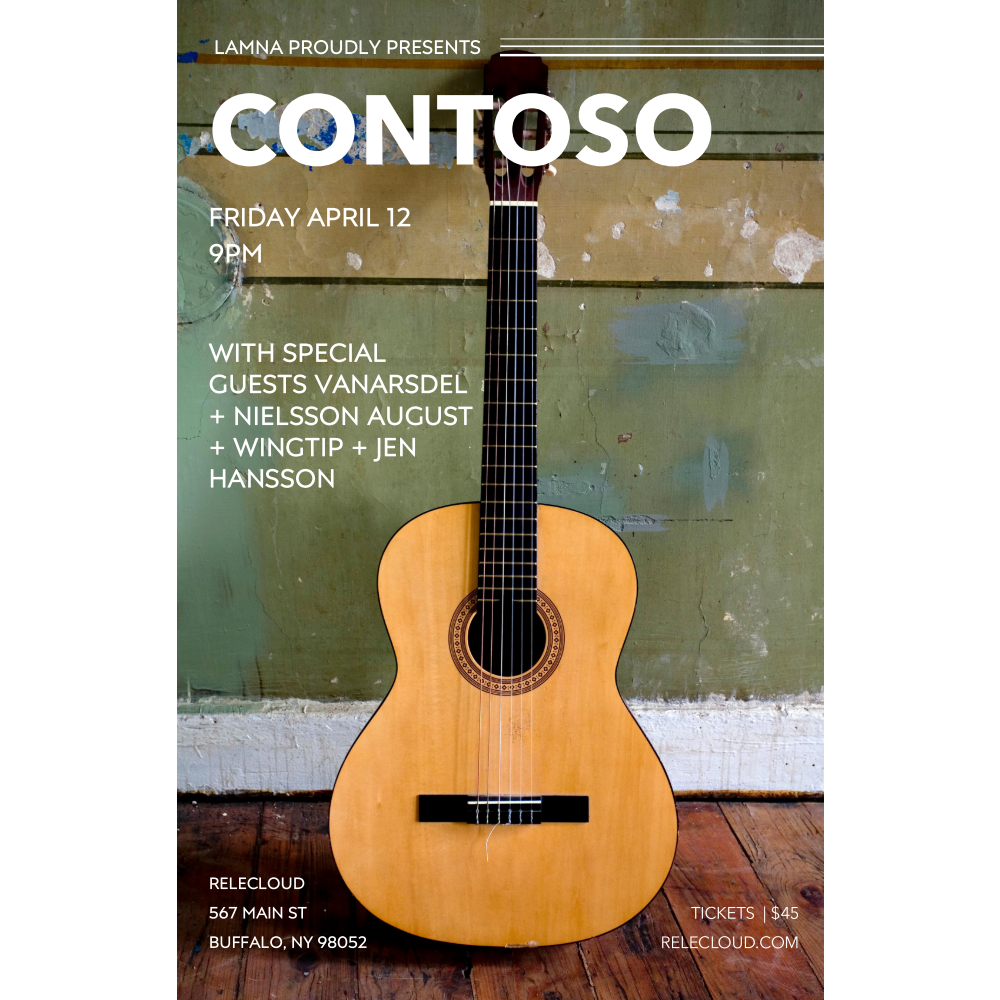 LAMNA PROUDLY PRESENTS
CONTOSO
FRIDAY APRIL 12
9PM
WITH SPECIAL
GUESTS VANARSDEL
+ NIELSSON AUGUST
+ WINGTIP + JEN
HANSSON
RELECLOUD
567 MAIN ST
BUFFALO, NY 98052
TICKETS | $45
RELECLOUD.COM